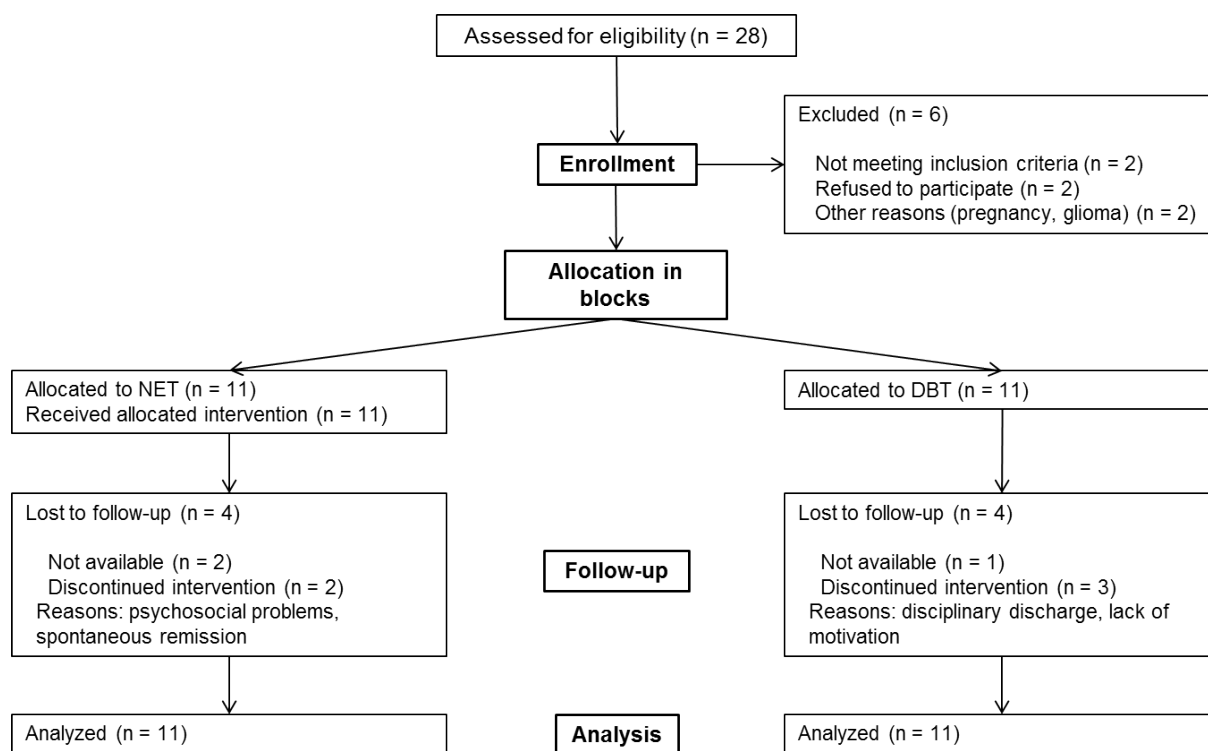 Assessed for eligibility (n = 28)
Excluded (n = 6)
Not meeting inclusion criteria (n = 2)
Refused to participate (n = 2)
Other reasons (pregnancy, glioma) (n = 2)
Enrollment
Allocation in
blocks
Allocated to NET (n = 11)
Received allocated intervention (n = 11)
Allocated to DBT (n = 11)
Lost to follow-up (n = 4)
Not available (n = 2)
Discontinued intervention (n = 2)
Reasons: psychosocial problems,
spontaneous remission
Follow-up
Lost to follow-up (n = 4)
Not available (n = 1)
Discontinued intervention (n = 3)
Reasons: disciplinary discharge, lack of
motivation
Analyzed (n = 11)
Analysis
Analyzed (n = 11)